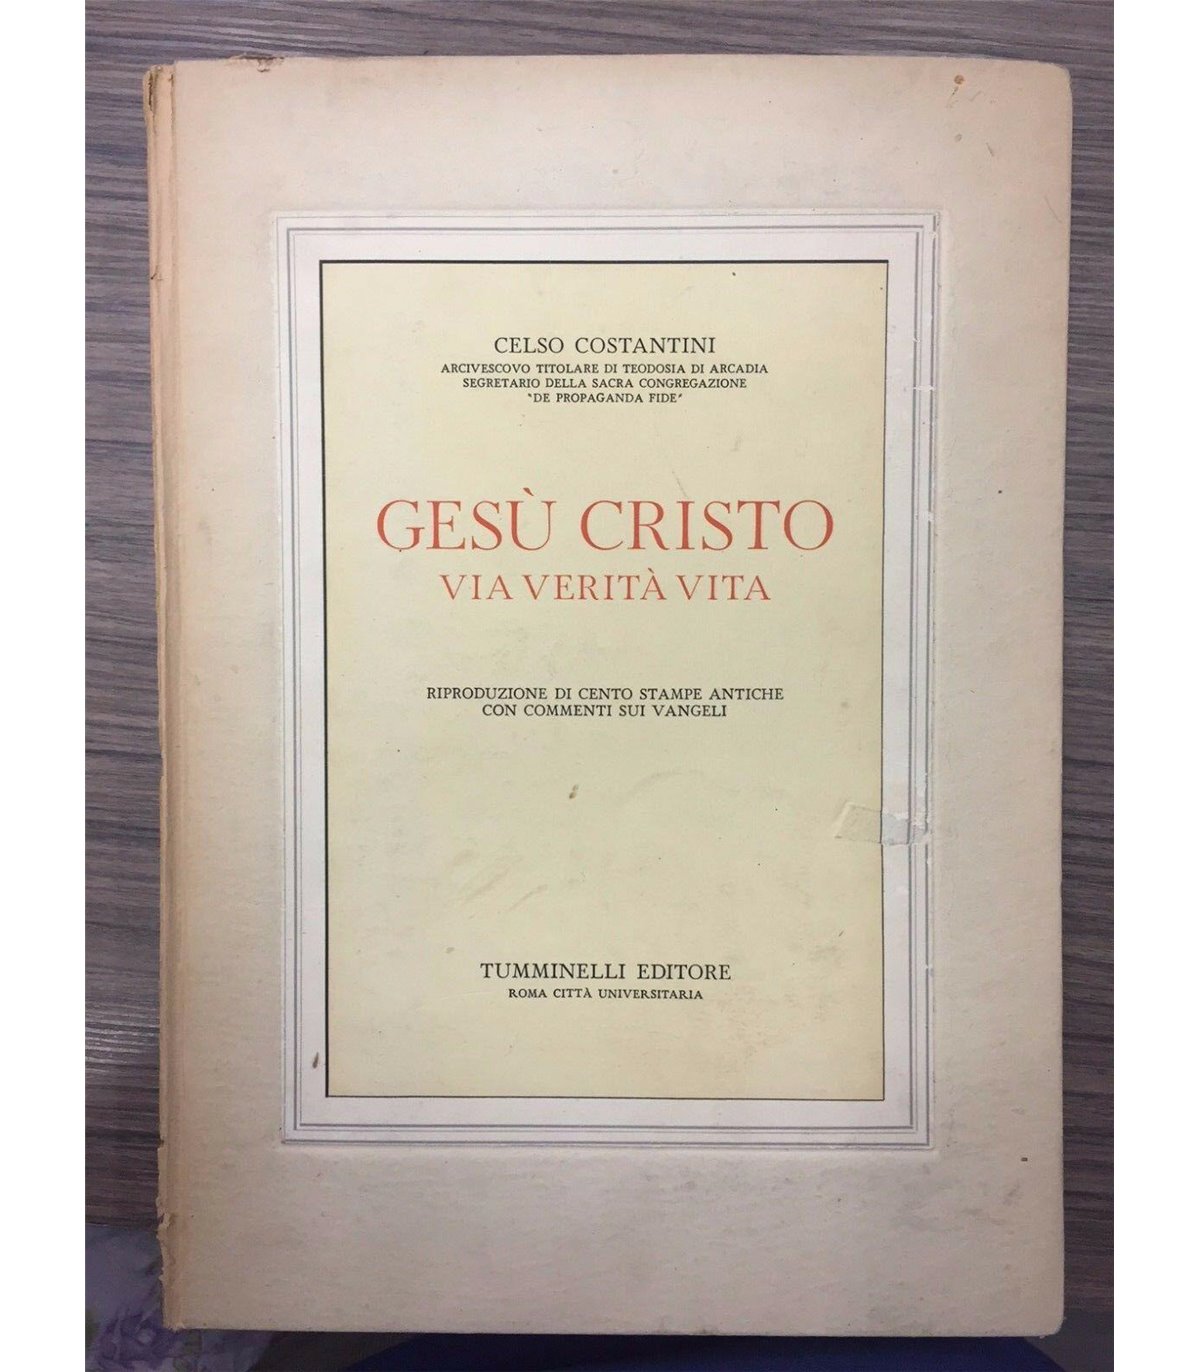 CELSO COSTANTINI
ARCIVESCOVO TITOLARE DI TEODOSIA DI ARCADIA
SEGRETARIO DELLA SACRA CONGREGAZIONE
"DE PROPAGANDA FIDE"
GESÙ CRISTO
VIA VERITÀ VITA
RIPRODUZIONE DI CENTO STAMPE ANTICHE
CON COMMENTI SUI VANGELI
TUMMINELLI EDITORE
ROMA CITTÀ UNIVERSITARIA